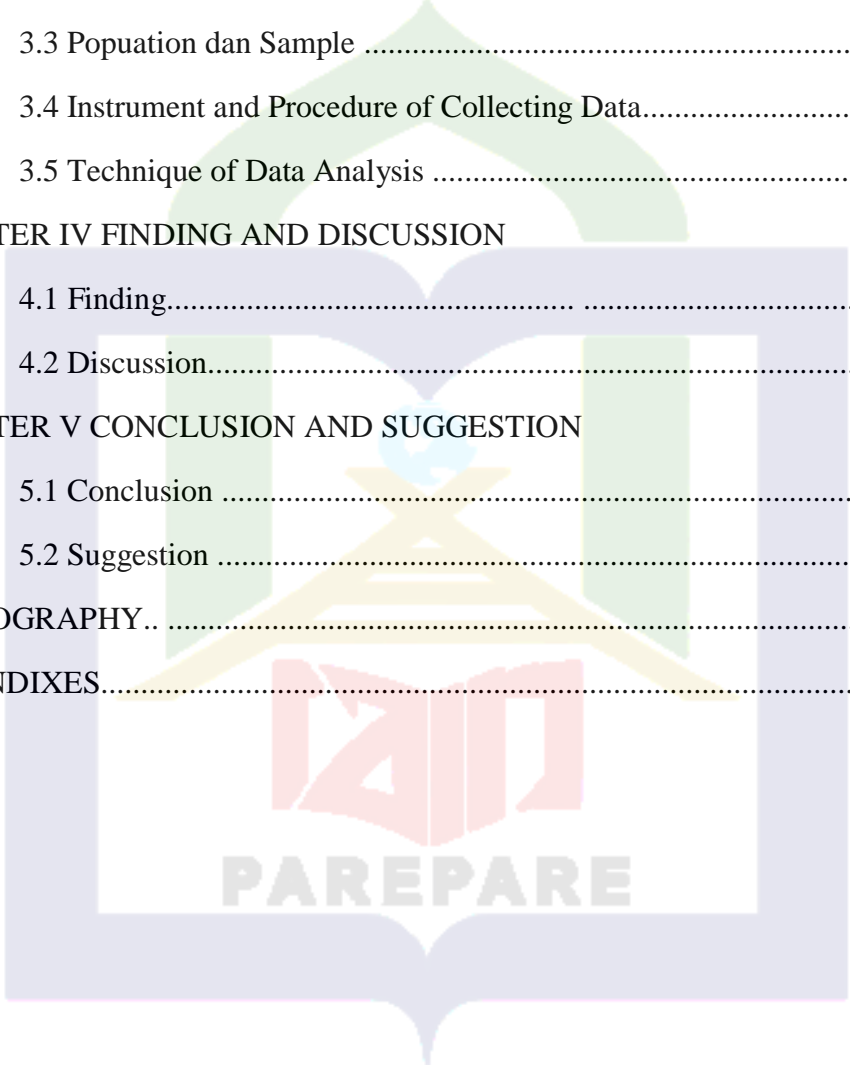 3.3 Popuation dan Sample ....................................................................
3.4 Instrument and Procedure of Collecting Data.............................
3.5 Technique of Data Analysis .........................................................
TER IV FINDING AND DISCUSSION
4.1 Finding........................................................ .....................................
4.2 Discussion........................................................................................
TER V CONCLUSION AND SUGGESTION
5.1 Conclusion ......................................................................................
5.2 Suggestion ......................................................................................
OGRAPHY.. ............................................................................................
NDIXES......................................................................................................
iain
PAREPARE